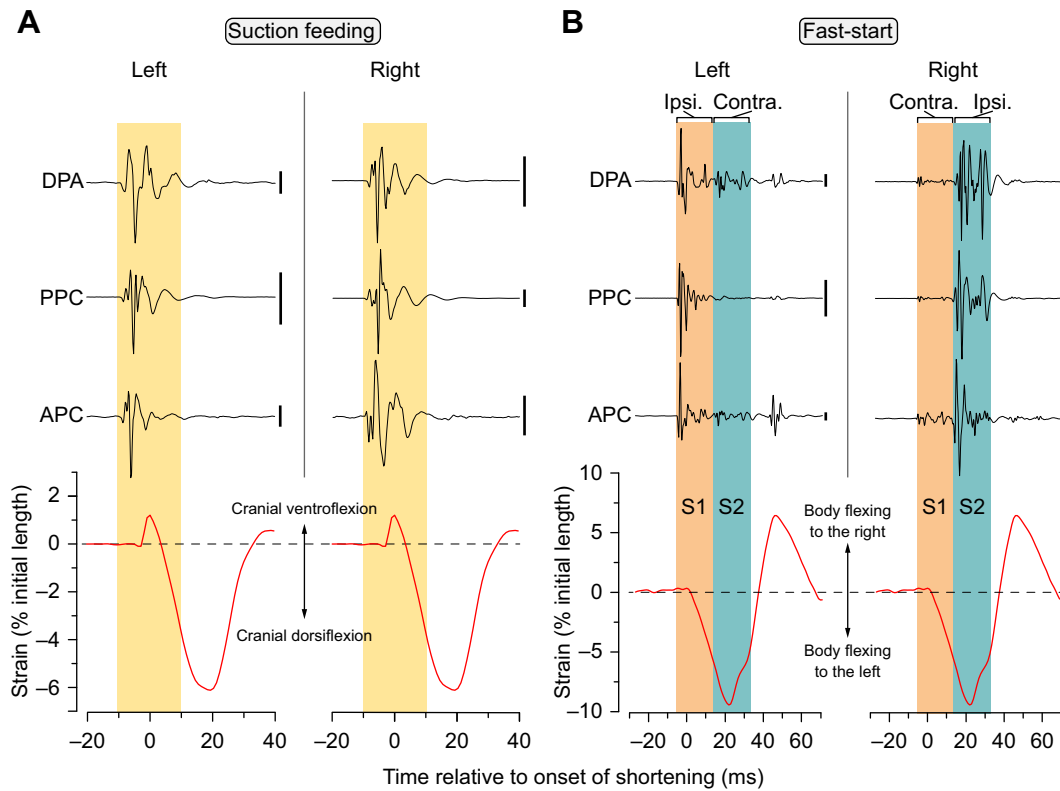 A
Suction feeding
Left
Right
DPA
PPC
APC
Strain (% initial length)
2
0
–2
–4
–6
Cranial ventroflexion
Cranial dorsiflexion
–20
0
20
40
–20
0
20
40
B
Fast-start
Left
Right
Ipsi.
Contra.
Contra.
Ipsi.
DPA
PPC
APC
Strain (% initial length)
10
5
0
–5
–10
S1
S2
S1
S2
Body flexing
to the right
Body flexing
to the left
–20
0
20
40
60
–20
0
20
40
60
Time relative to onset of shortening (ms)